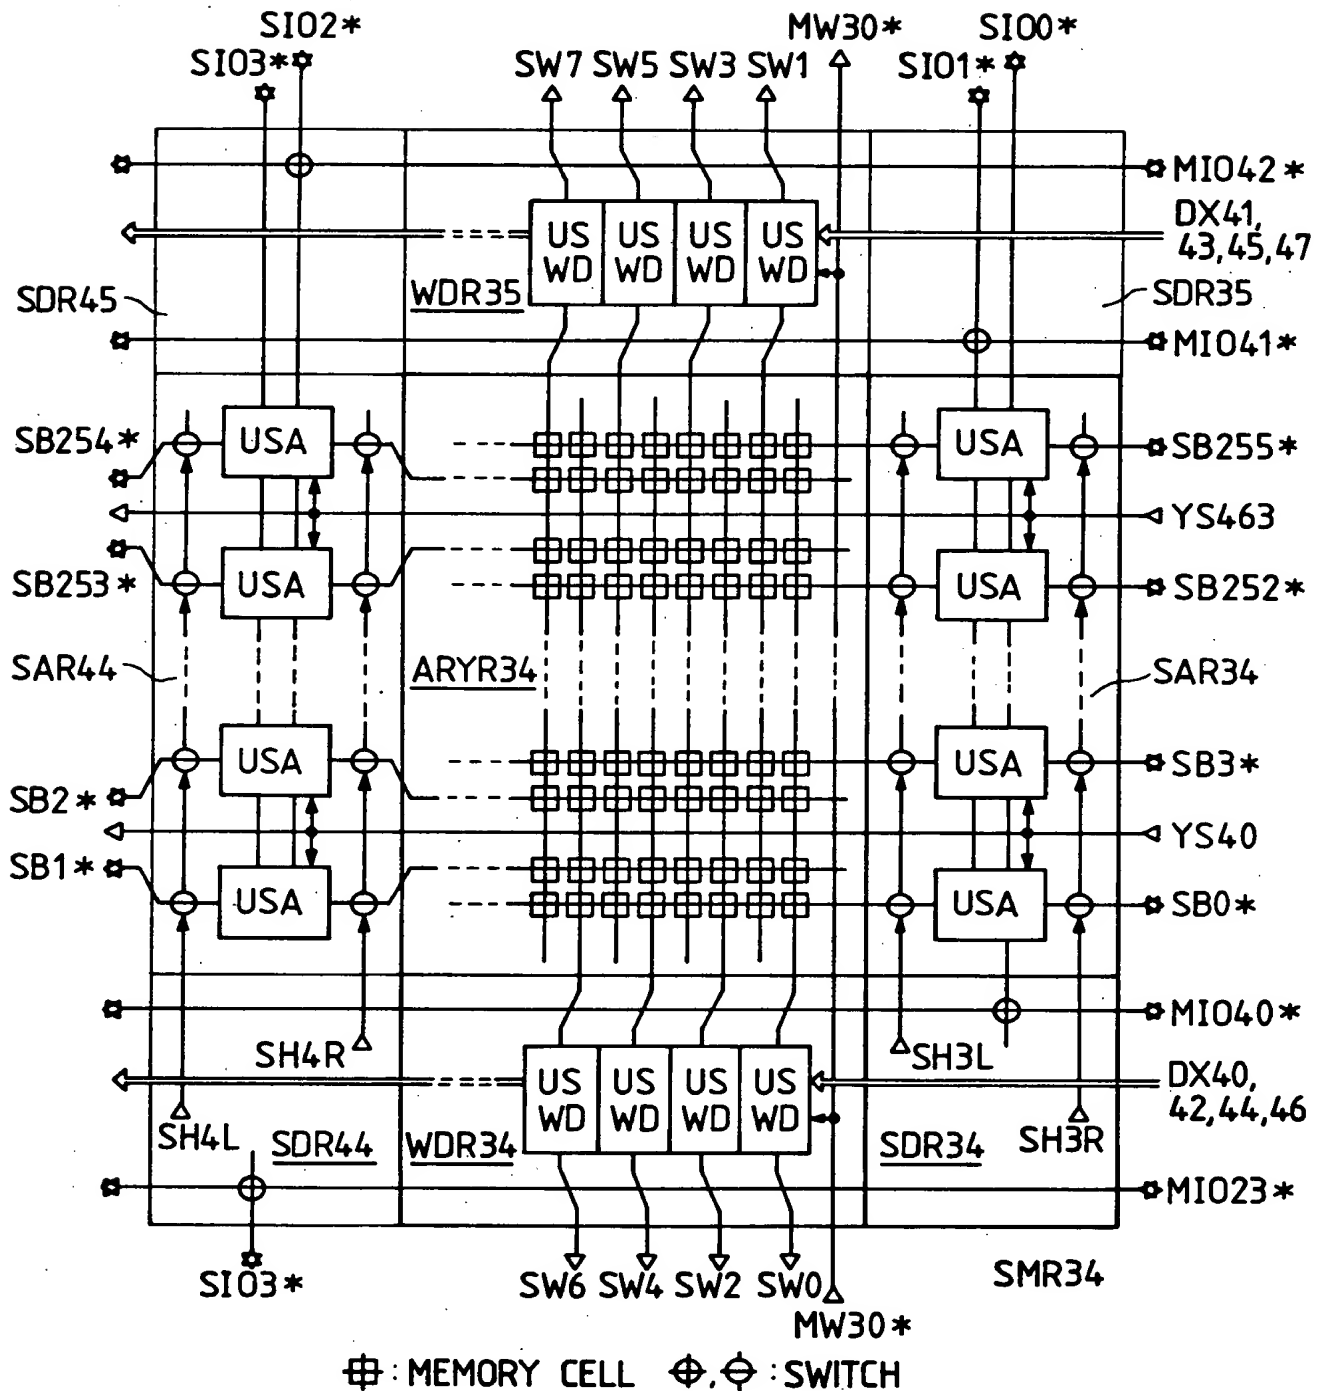 SIO2*
MW30*
SIO0*
SIO3*
SW7 SW5 SW3 SW1
SIO1*
MIO42*
DX41,
43,45,47
US WD
US WD
US WD
US WD
SDR45
WDR35
SDR35
MIO41*
SB254*
USA
USA
SB255*
YS463
SB253*
USA
USA
SB252*
SAR44
ARYR34
SAR34
USA
USA
SB3*
SB2*
YS40
SB1*
USA
USA
SB0*
MIO40*
SH4R
SH3L
US WD
US WD
US WD
US WD
DX40,
42,44,46
SH4L
SDR44
WDR34
SDR34
SH3R
MIO23*
SIO3*
SW6 SW4 SW2 SW0
SMR34
MW30*
: MEMORY CELL , : SWITCH